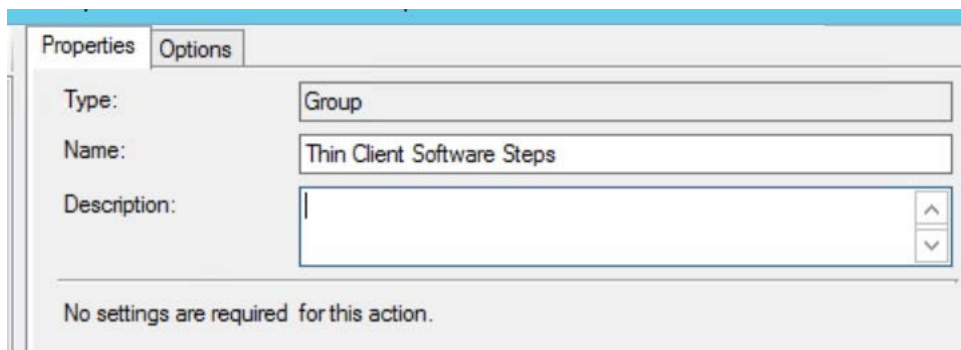 Properties Options
Type: Group
Name: Thin Client Software Steps
Description:
No settings are required for this action.